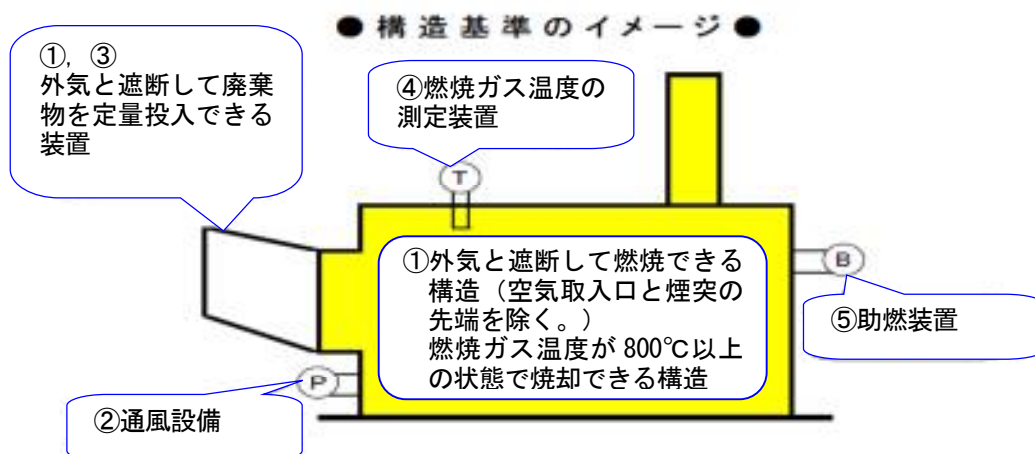 ● 構造基準のイメージ ●
①，③
外気と遮断して廃棄
物を定量投入できる
装置
④燃焼ガス温度の
測定装置
T
①外気と遮断して燃焼できる
構造（空気取入口と煙突の
先端を除く。）
燃焼ガス温度が 800℃以上
の状態で焼却できる構造
B
⑤助燃装置
P
②通風設備